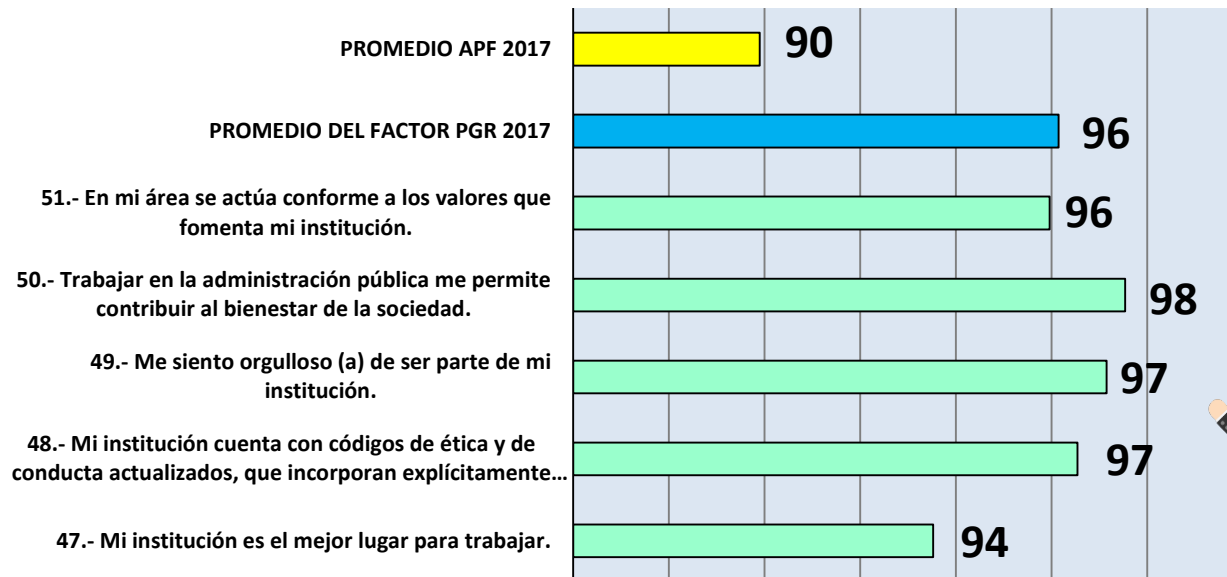 PROMEDIO APF 2017
90
PROMEDIO DEL FACTOR PGR 2017
96
51.- En mi área se actúa conforme a los valores que
fomenta mi institución.
96
50.- Trabajar en la administración pública me permite
contribuir al bienestar de la sociedad.
98
49.- Me siento orgulloso (a) de ser parte de mi
institución.
97
48.- Mi institución cuenta con códigos de ética y de
conducta actualizados, que incorporan explícitamente…
97
47.- Mi institución es el mejor lugar para trabajar.
94